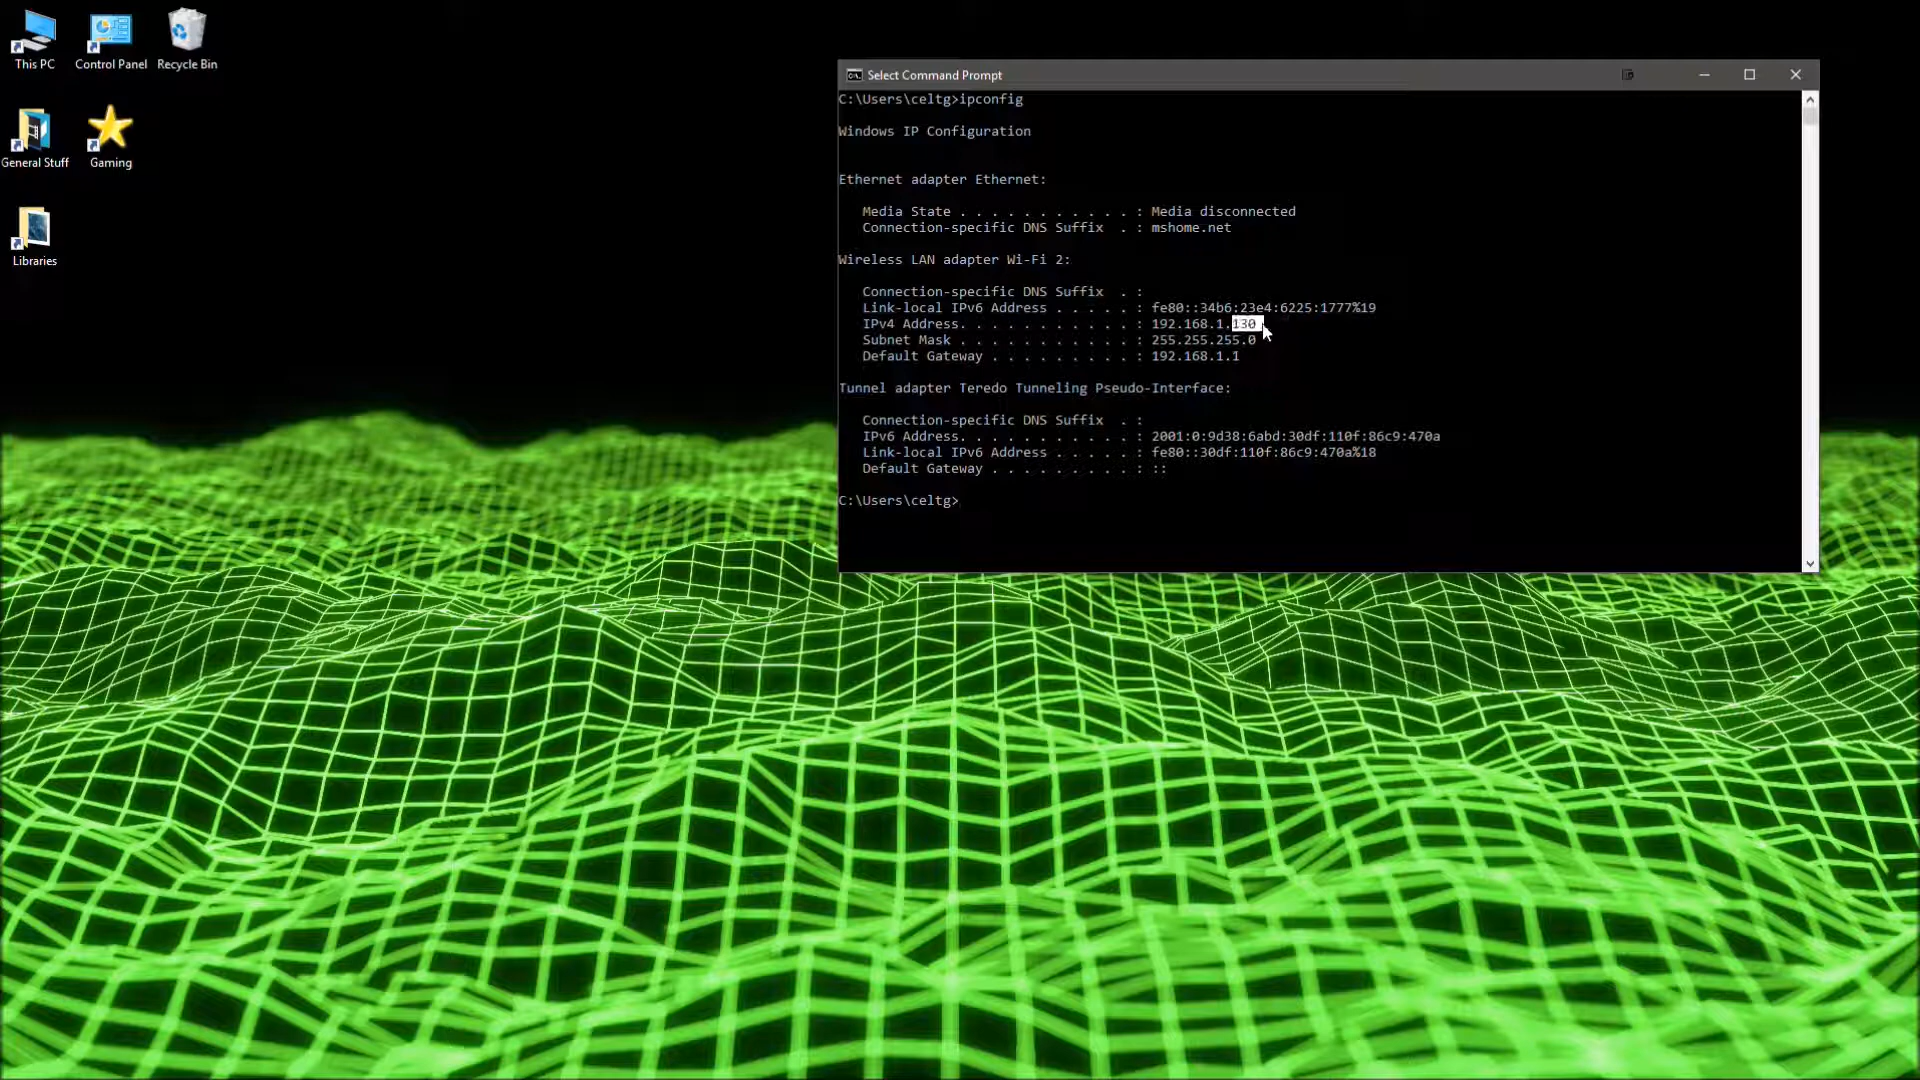 This PC
Control Panel
Recycle Bin
General Stuff
Gaming
Libraries
Select Command Prompt
C:\Users\celtg>ipconfig
Windows IP Configuration
Ethernet adapter Ethernet:
Media State . . . . . . . . . . . : Media disconnected
Connection-specific DNS Suffix  . : mshome.net
Wireless LAN adapter Wi-Fi 2:
Connection-specific DNS Suffix  . :
Link-local IPv6 Address . . . . . : fe80::34b6:23e4:6225:1777%19
IPv4 Address. . . . . . . . . . . : 192.168.1.130
Subnet Mask . . . . . . . . . . . : 255.255.255.0
Default Gateway . . . . . . . . . : 192.168.1.1
Tunnel adapter Teredo Tunneling Pseudo-Interface:
Connection-specific DNS Suffix  . :
IPv6 Address. . . . . . . . . . . : 2001:0:9d38:6abd:30df:110f:86c9:470a
Link-local IPv6 Address . . . . . : fe80::30df:110f:86c9:470a%18
Default Gateway . . . . . . . . . : ::
C:\Users\celtg>